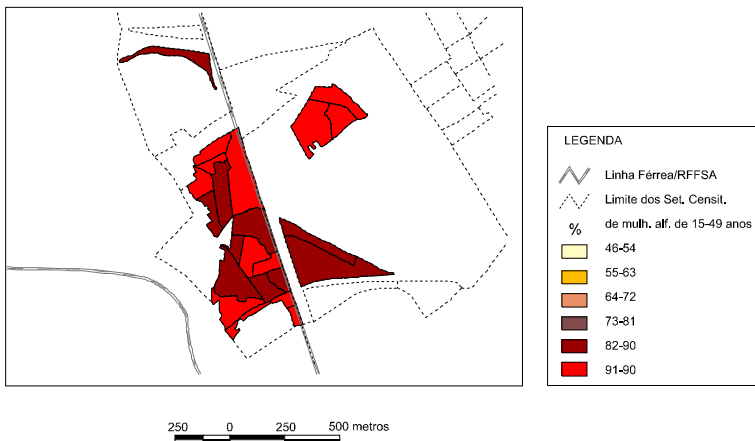 LEGENDA
Linha Férrea/RFFSA
Limite dos Set. Censit.
% de mulh. alf. de 15-49 anos
46-54
55-63
64-72
73-81
82-90
91-90
250 0 250 500 metros